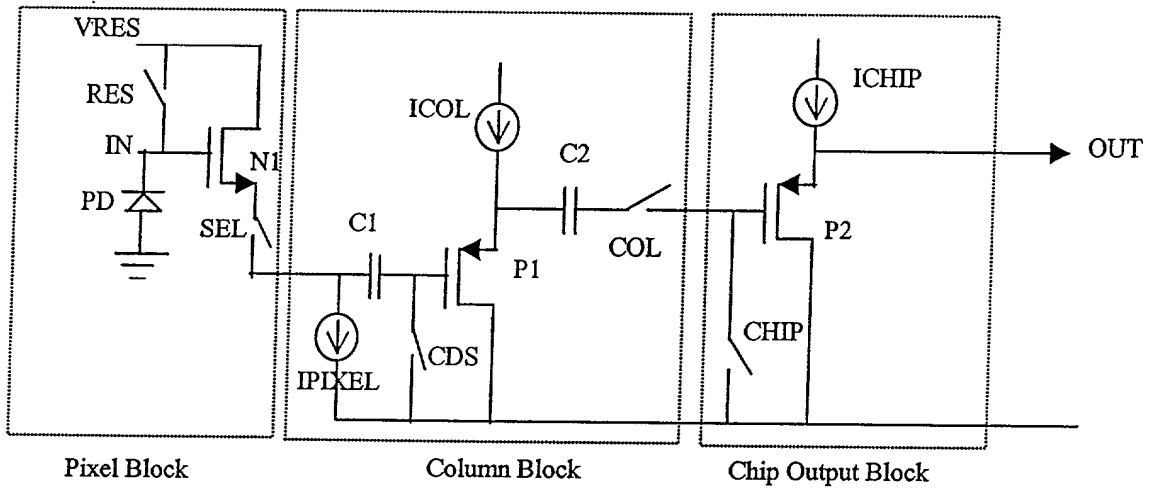 VRES
RES
IN
N1
PD
SEL
C1
IPIXEL
CDS
ICOL
P1
C2
COL
ICHIP
OUT
P2
CHIP
Pixel Block
Column Block
Chip Output Block